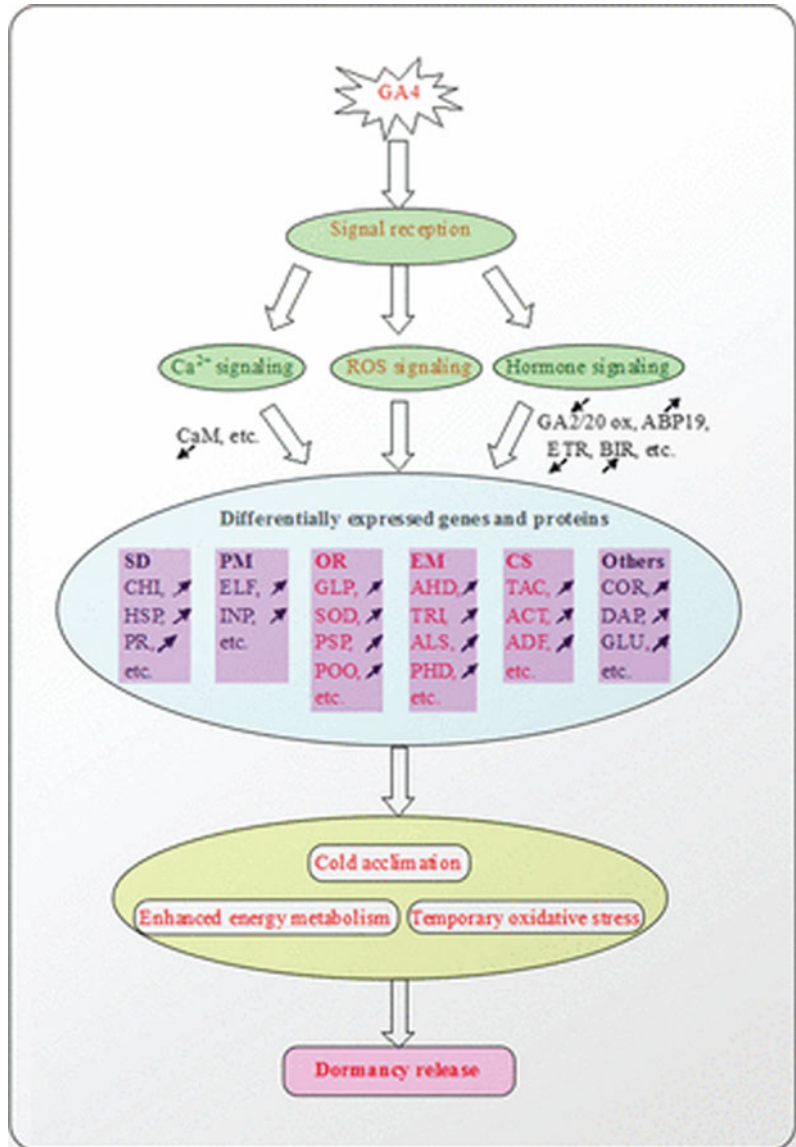 GA4
Signal reception
Ca²⁺ signaling
ROS signaling
Hormone signaling
CaM, etc.
GA2/20 ox, ABP19,
ETR, BIR, etc.
Differentially expressed genes and proteins
SD
CHI,
HSP,
PR,
etc.
PM
ELF,
INP,
etc.
OR
GLP,
SOD,
PSP,
POO,
etc.
EM
AHD,
TRI,
ALS,
PHD,
etc.
CS
TAC,
ACT,
ADF,
etc.
Others
COR,
DAP,
GLU,
etc.
Cold acclimation
Enhanced energy metabolism
Temporary oxidative stress
Dormancy release